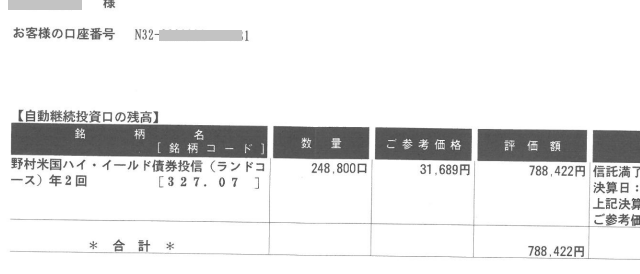 様
お客様の口座番号 N32- 1
【自動継続投資口の残高】
銘 柄 名
[ 銘 柄 コ ー ド ]
数 量
ご 参 考 価 格
評 価 額
野村米国ハイ・イールド債券投信（ランドコ
ース）年2回 [ 3 2 7 . 0 7 ]
248,800口
31,689円
788,422円
信託満了
決算日：
上記決算
ご参考価
＊ 合 計 ＊
788,422円